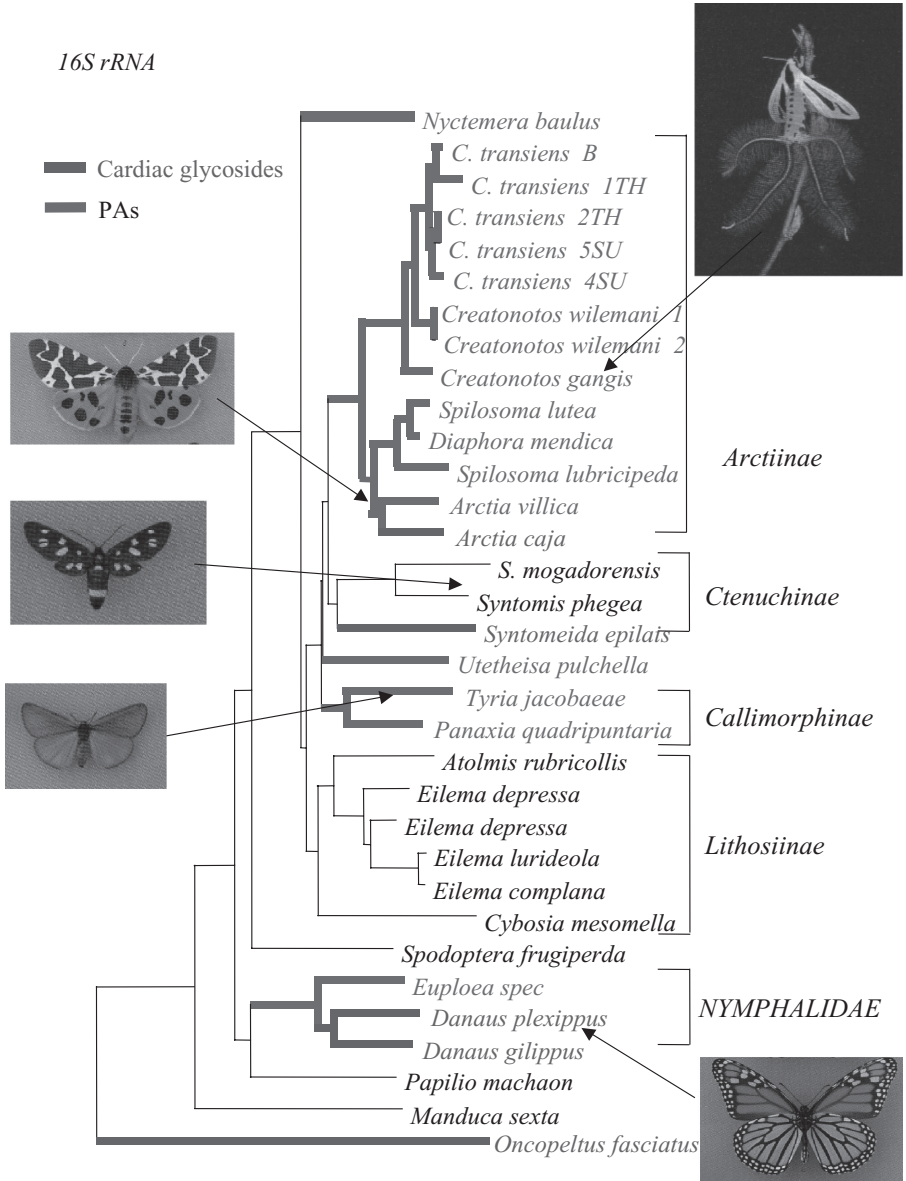 16S rRNA
Cardiac glycosides
PAs
Nyctemera baulus
C. transiens B
C. transiens 1TH
C. transiens 2TH
C. transiens 5SU
C. transiens 4SU
Creatonotos wilemani 1
Creatonotos wilemani 2
Creatonotos gangis
Spilosoma lutea
Diaphora mendica
Spilosoma lubricipeda
Arctia villica
Arctia caja
Arctiinae
S. mogadorensis
Syntomis phegea
Syntomeida epilais
Ctenuchinae
Utetheisa pulchella
Tyria jacobaeae
Panaxia quadripuntaria
Callimorphinae
Atolmis rubricollis
Eilema depressa
Eilema depressa
Eilema lurideola
Eilema complana
Cybosia mesomella
Lithosiinae
Spodoptera frugiperda
Euploea spec
Danaus plexippus
Danaus gilippus
NYMPHALIDAE
Papilio machaon
Manduca sexta
Oncopeltus fasciatus